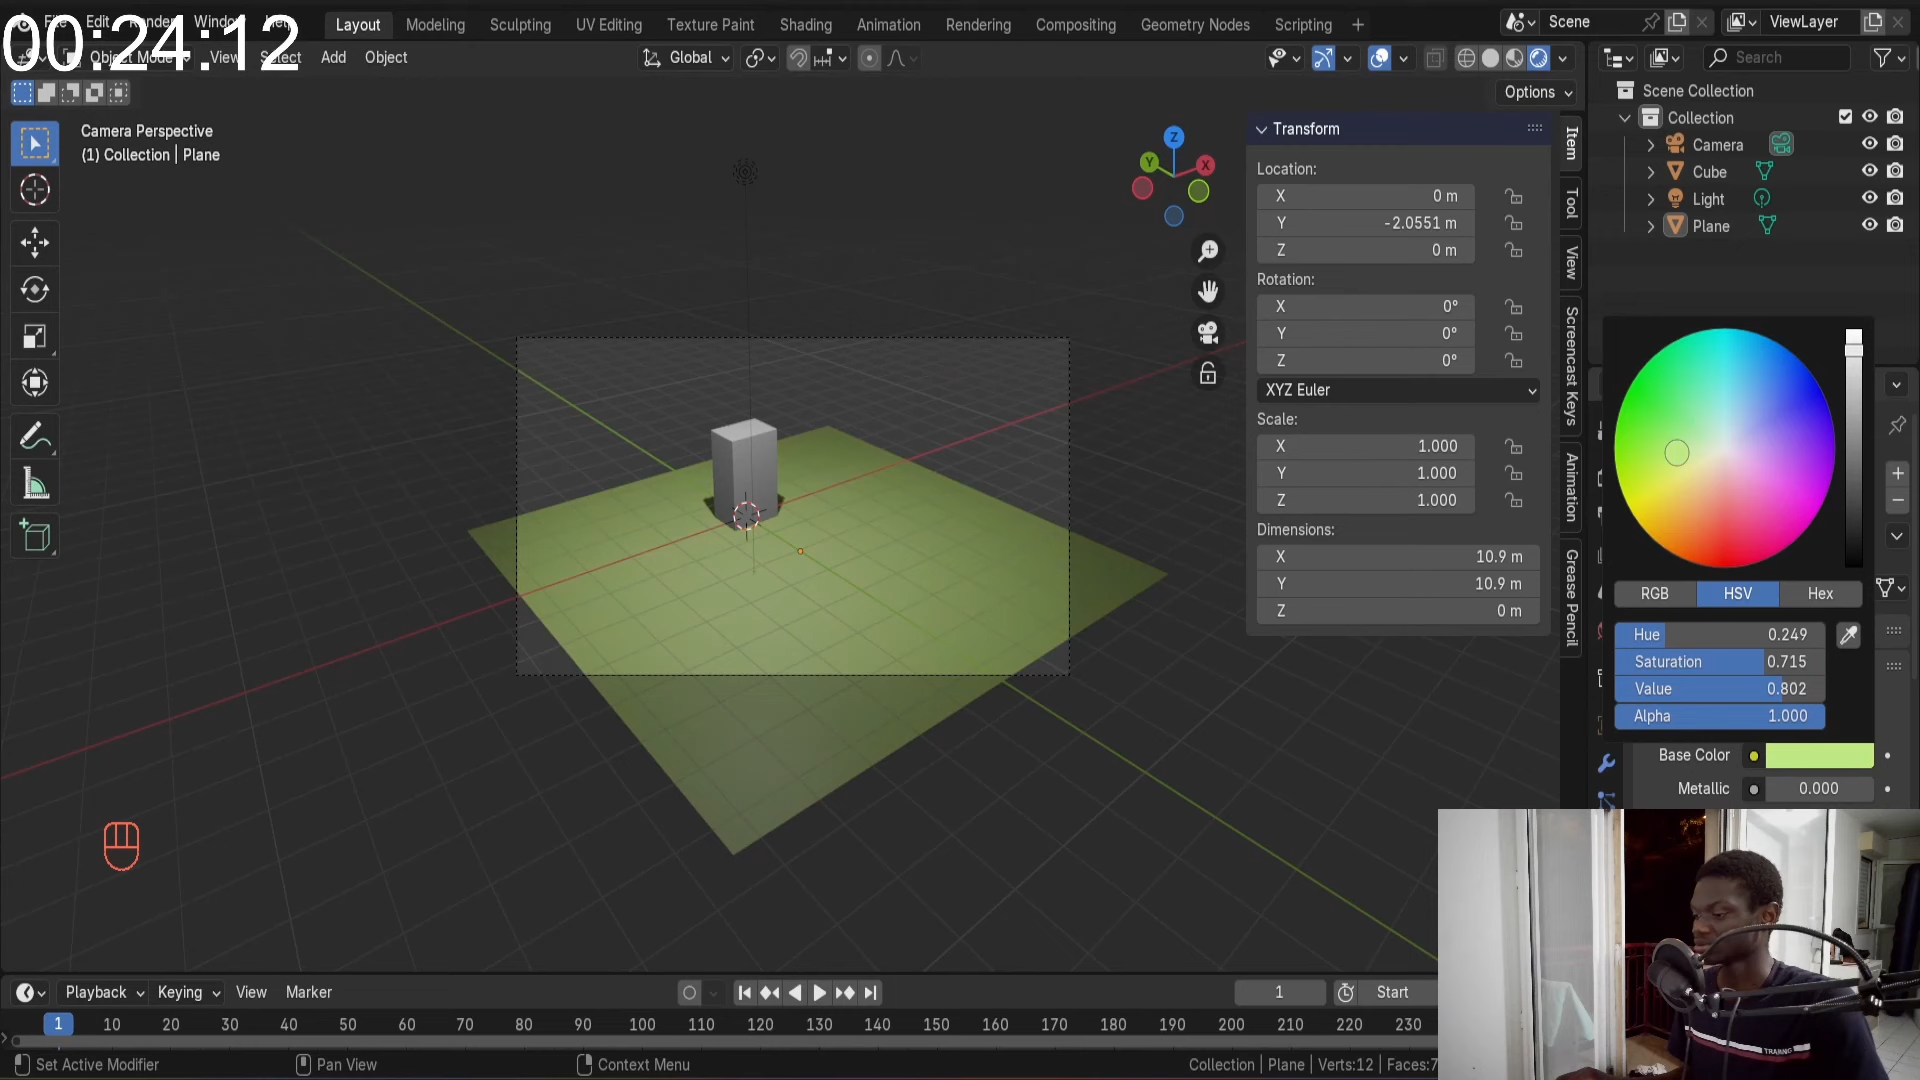 00:24:12
File Edit Render Window Help
Layout Modeling Sculpting UV Editing Texture Paint Shading Animation Rendering Compositing Geometry Nodes Scripting +
Scene
ViewLayer
Object Mode View Select Add Object
Global
Search
Options
Camera Perspective
(1) Collection | Plane
Z
Y
X
Transform
Location:
X 0 m
Y -2.0551 m
Z 0 m
Rotation:
X 0°
Y 0°
Z 0°
XYZ Euler
Scale:
X 1.000
Y 1.000
Z 1.000
Dimensions:
X 10.9 m
Y 10.9 m
Z 0 m
Item
Tool
View
Screencast Keys
Animation
Grease Pencil
Scene Collection
Collection
Camera
Cube
Light
Plane
RGB HSV Hex
Hue 0.249
Saturation 0.715
Value 0.802
Alpha 1.000
Base Color
Metallic 0.000
Playback Keying View Marker
1 Start
1 10 20 30 40 50 60 70 80 90 100 110 120 130 140 150 160 170 180 190 200 210 220 230
Set Active Modifier Pan View Context Menu
Collection | Plane | Verts:12 | Faces:7